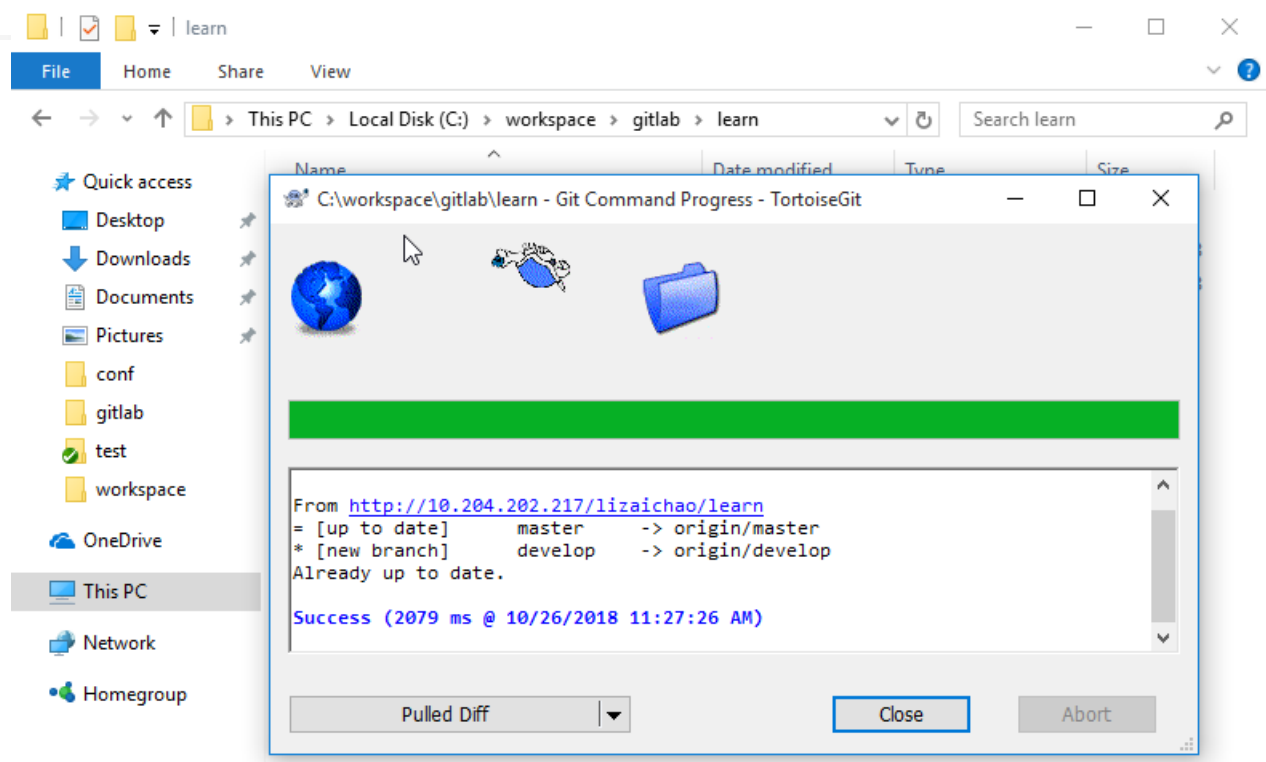 learn
File Home Share View
This PC > Local Disk (C:) > workspace > gitlab > learn
Search learn
Name Date modified Type Size
Quick access
Desktop
Downloads
Documents
Pictures
conf
gitlab
test
workspace
OneDrive
This PC
Network
Homegroup
C:\workspace\gitlab\learn - Git Command Progress - TortoiseGit
From http://10.204.202.217/lizaichao/learn
= [up to date]      master     -> origin/master
* [new branch]      develop    -> origin/develop
Already up to date.
Success (2079 ms @ 10/26/2018 11:27:26 AM)
Pulled Diff Close Abort